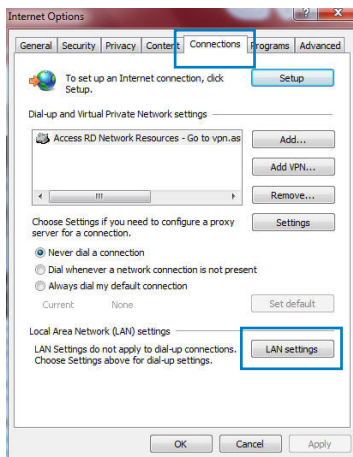 Internet Options
General Security Privacy Content Connections Programs Advanced
To set up an Internet connection, click
Setup.
Setup
Dial-up and Virtual Private Network settings
Access RD Network Resources - Go to vpn.as
Add...
Add VPN...
Remove...
Choose Settings if you need to configure a proxy
server for a connection.
Settings
Never dial a connection
Dial whenever a network connection is not present
Always dial my default connection
Current None
Set default
Local Area Network (LAN) settings
LAN Settings do not apply to dial-up connections.
Choose Settings above for dial-up settings.
LAN settings
OK Cancel Apply